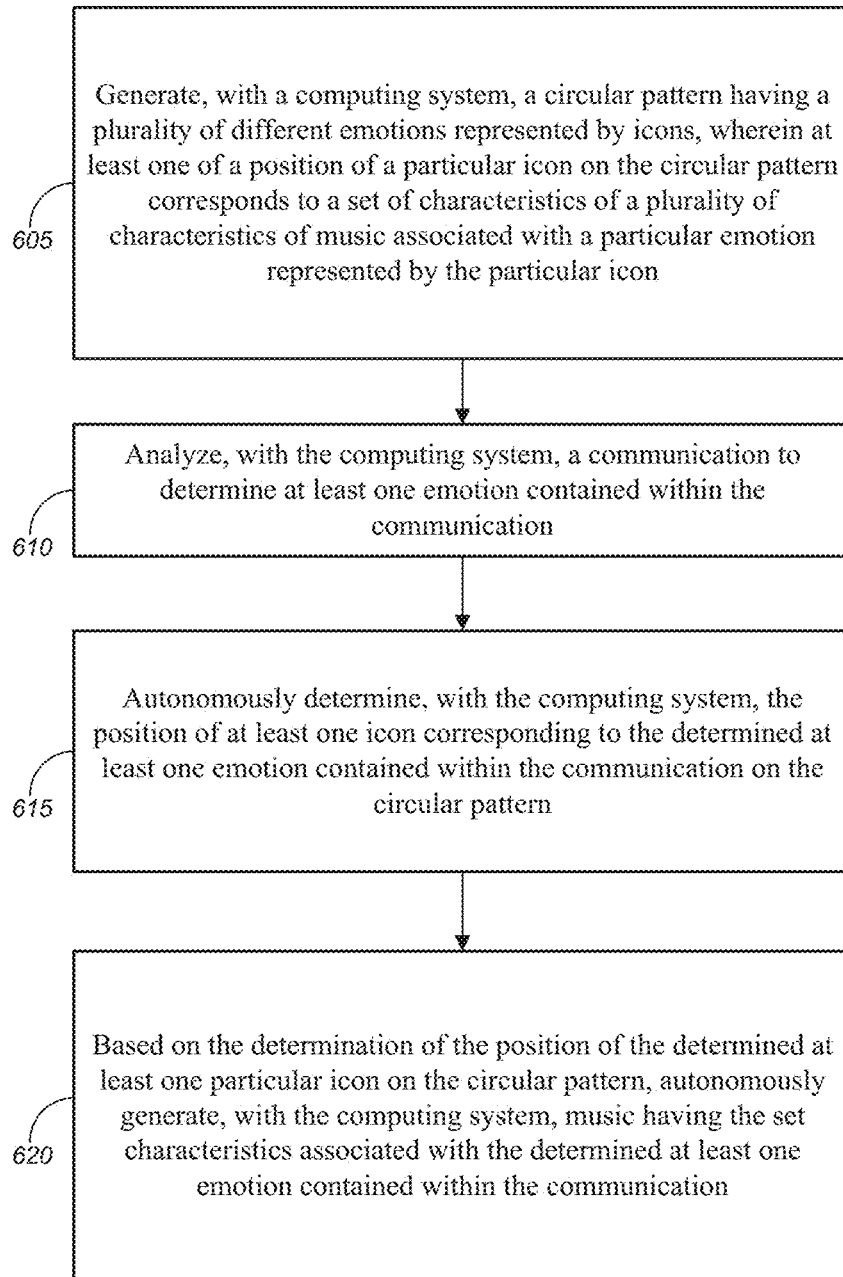 Generate, with a computing system, a circular pattern having a
plurality of different emotions represented by icons, wherein at
least one of a position of a particular icon on the circular pattern
corresponds to a set of characteristics of a plurality of
characteristics of music associated with a particular emotion
represented by the particular icon
605
Analyze, with the computing system, a communication to
determine at least one emotion contained within the
communication
610
Autonomously determine, with the computing system, the
position of at least one icon corresponding to the determined at
least one emotion contained within the communication on the
circular pattern
615
Based on the determination of the position of the determined at
least one particular icon on the circular pattern, autonomously
generate, with the computing system, music having the set
characteristics associated with the determined at least one
emotion contained within the communication
620